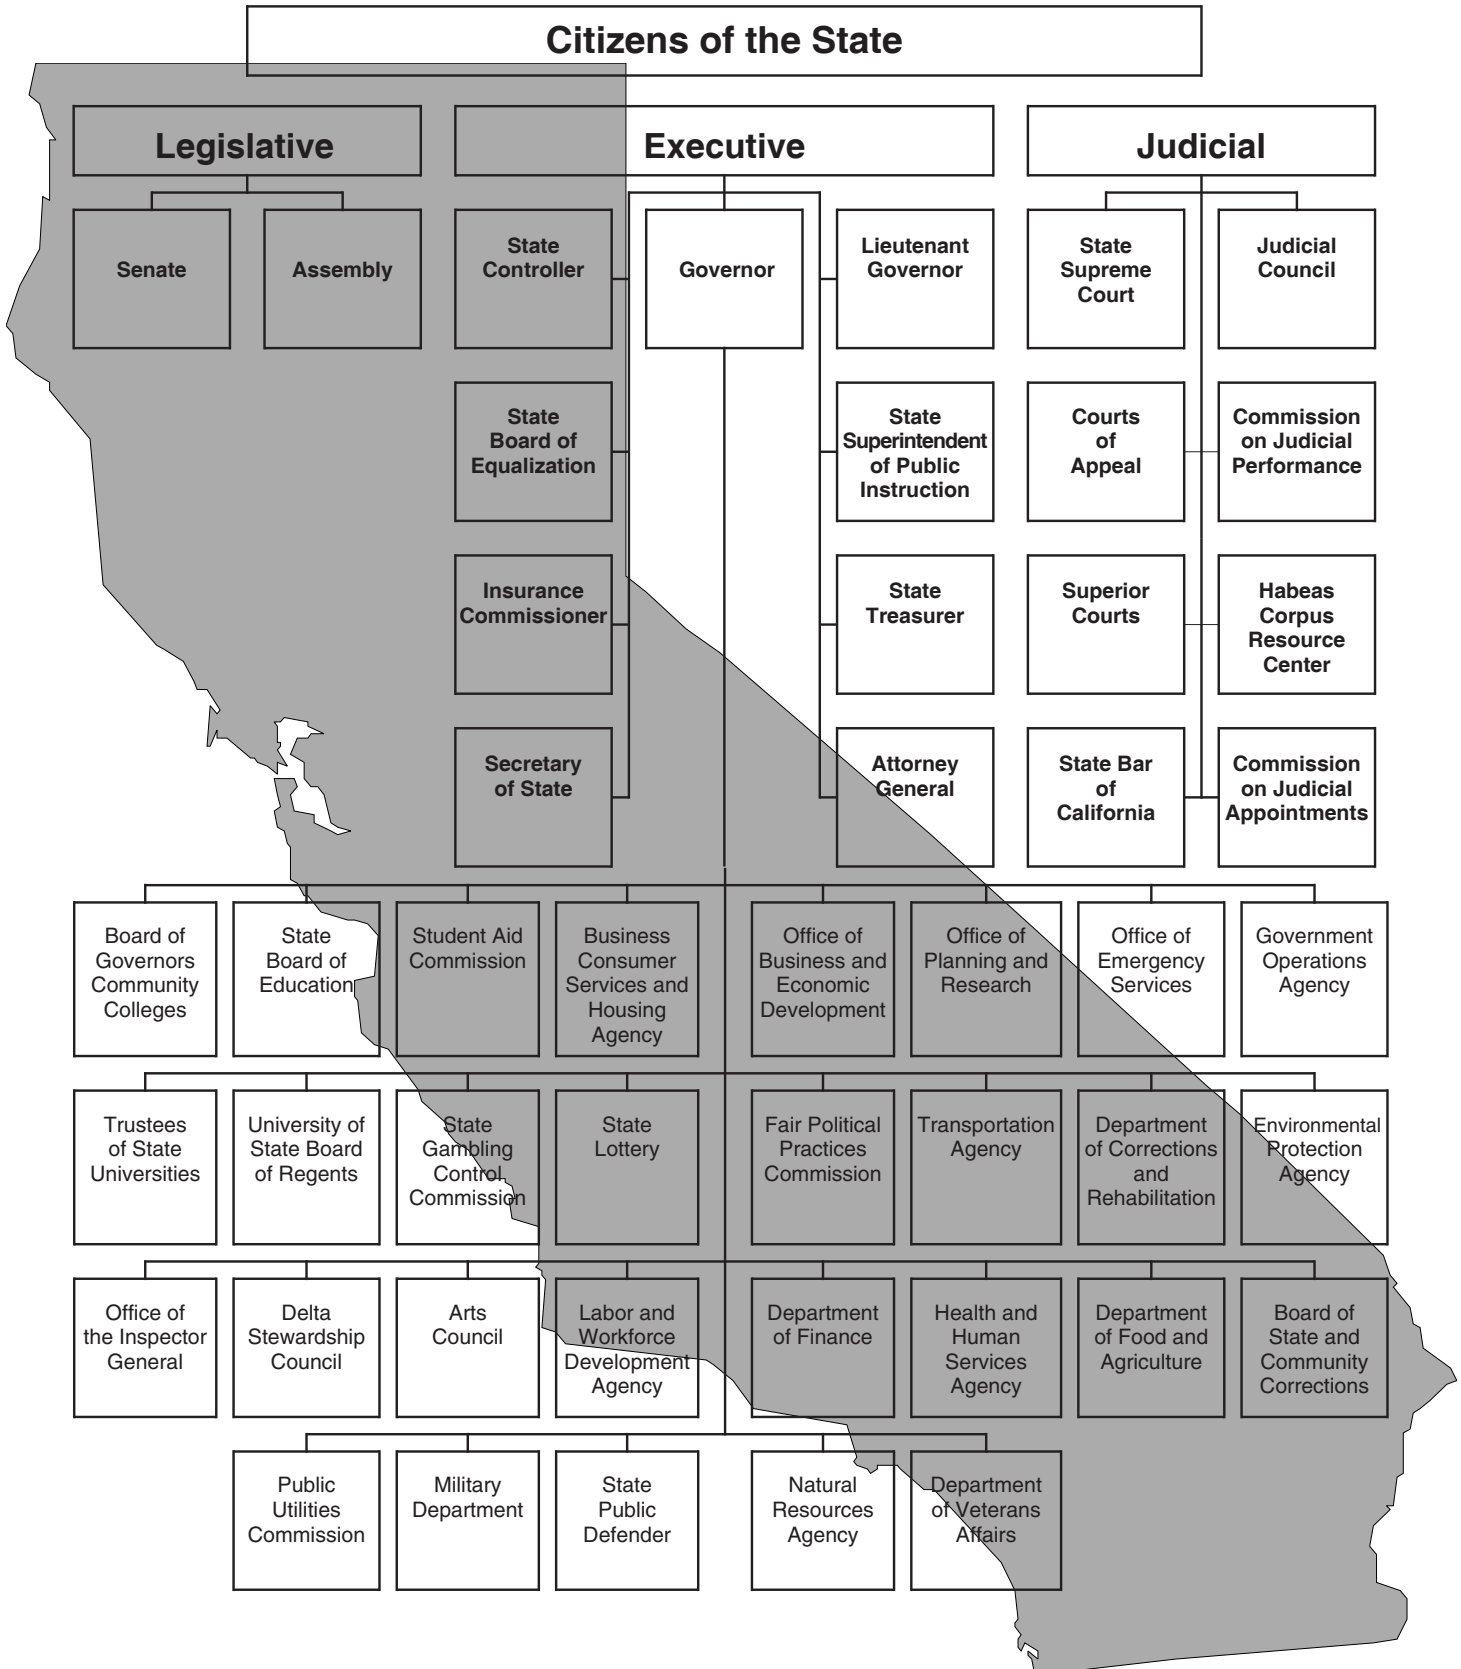 Citizens of the State
Legislative
Executive
Judicial
Senate
Assembly
State
Controller
Governor
Lieutenant
Governor
State
Supreme
Court
Judicial
Council
State
Board of
Equalization
State
Superintendent
of Public
Instruction
Courts
of
Appeal
Commission
on Judicial
Performance
Insurance
Commissioner
State
Treasurer
Superior
Courts
Habeas
Corpus
Resource
Center
Secretary
of State
Attorney
General
State Bar
of
California
Commission
on Judicial
Appointments
Board of
Governors
Community
Colleges
State
Board of
Education
Student Aid
Commission
Business
Consumer
Services and
Housing
Agency
Office of
Business and
Economic
Development
Office of
Planning and
Research
Office of
Emergency
Services
Government
Operations
Agency
Trustees
of State
Universities
University of
State Board
of Regents
State
Gambling
Control
Commission
State
Lottery
Fair Political
Practices
Commission
Transportation
Agency
Department
of Corrections
and
Rehabilitation
Environmental
Protection
Agency
Office of
the Inspector
General
Delta
Stewardship
Council
Arts
Council
Labor and
Workforce
Development
Agency
Department
of Finance
Health and
Human
Services
Agency
Department
of Food and
Agriculture
Board of
State and
Community
Corrections
Public
Utilities
Commission
Military
Department
State
Public
Defender
Natural
Resources
Agency
Department
of Veterans
Affairs